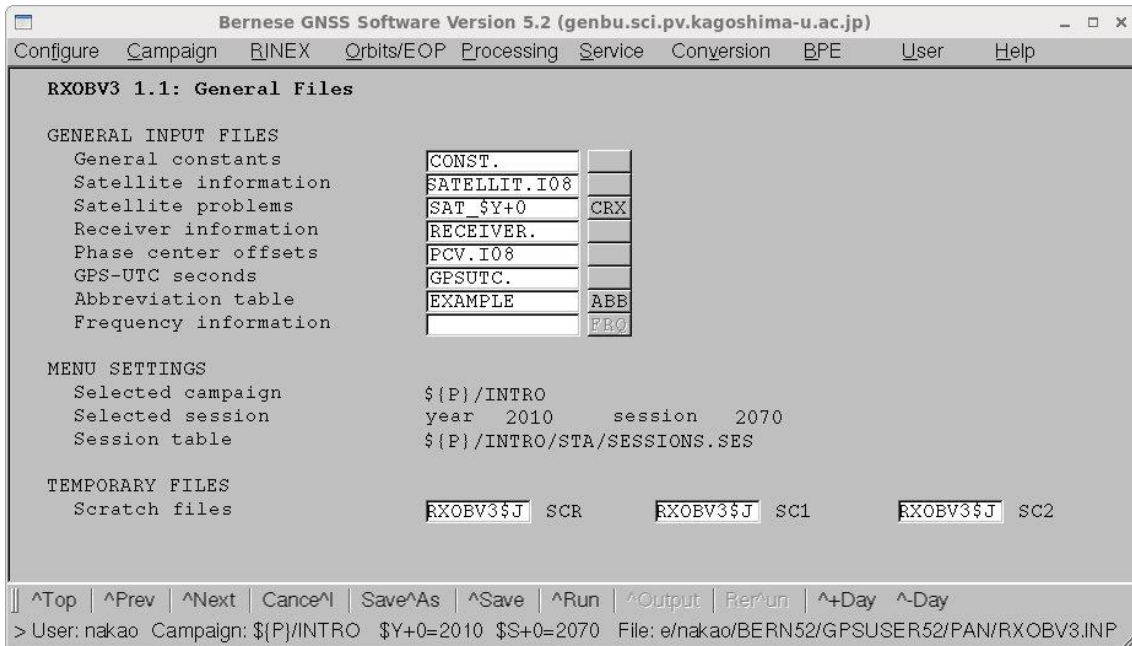 Bernese GNSS Software Version 5.2 (genbu.sci.pv.kagoshima-u.ac.jp)
Configure Campaign RINEX Orbits/EOP Processing Service Conversion BPE User Help
RXOBV3 1.1: General Files
GENERAL INPUT FILES
General constants CONST.
Satellite information SATELLIT.I08
Satellite problems SAT_$Y+0 CRX
Receiver information RECEIVER.
Phase center offsets PCV.I08
GPS-UTC seconds GPSUTC.
Abbreviation table EXAMPLE ABB
Frequency information FRQ
MENU SETTINGS
Selected campaign ${P}/INTRO
Selected session year 2010 session 2070
Session table ${P}/INTRO/STA/SESSIONS.SES
TEMPORARY FILES
Scratch files RXOBV3$J SCR RXOBV3$J SC1 RXOBV3$J SC2
^Top | ^Prev | ^Next | Cance^l | Save^As | ^Save | ^Run | ^Output | Rer^un | ^+Day ^-Day
> User: nakao Campaign: ${P}/INTRO $Y+0=2010 $S+0=2070 File: e/nakao/BERN52/GPSUSER52/PAN/RXOBV3.INP